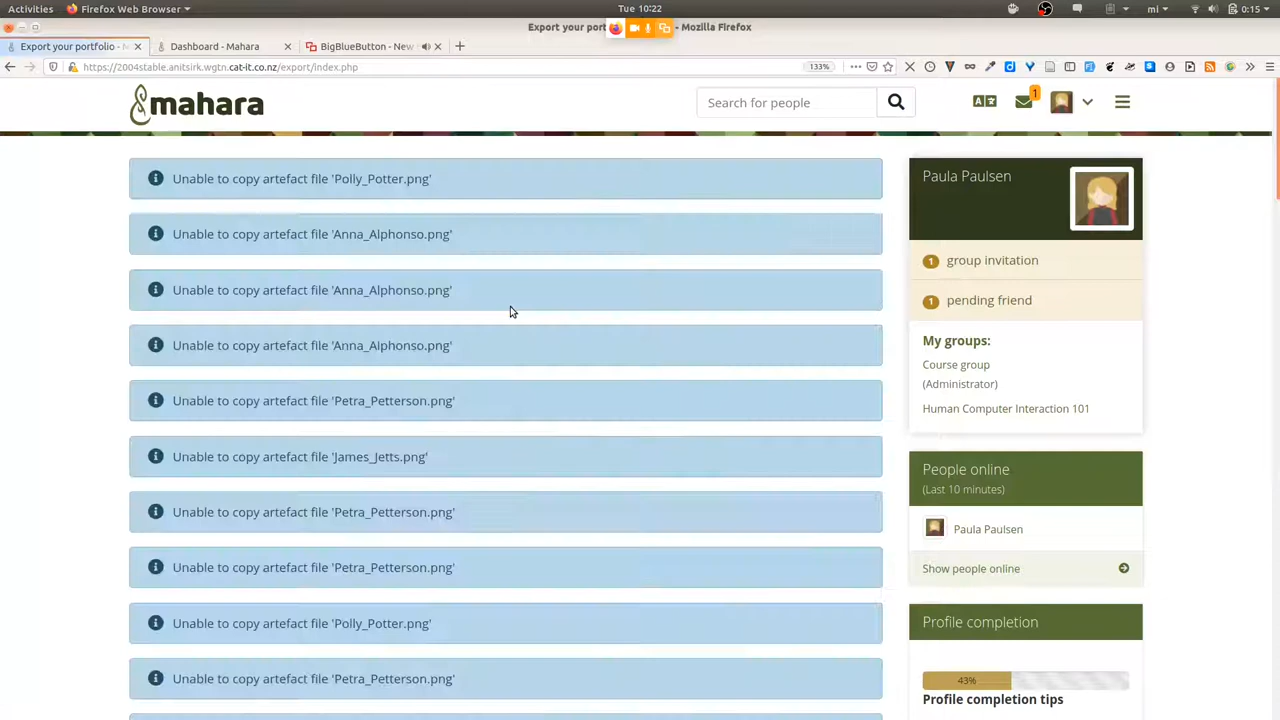 Activities
Firefox Web Browser
Tue 10:22
mi
0:15
Export your portf
- Mozilla Firefox
Export your portfolio -
Dashboard - Mahara
BigBlueButton - New
https://2004stable.anitsirk.wgtn.cat-it.co.nz/export/index.php
133%
mahara
Search for people
1
Unable to copy artefact file 'Polly_Potter.png'
Unable to copy artefact file 'Anna_Alphonso.png'
Unable to copy artefact file 'Anna_Alphonso.png'
Unable to copy artefact file 'Anna_Alphonso.png'
Unable to copy artefact file 'Petra_Petterson.png'
Unable to copy artefact file 'James_Jetts.png'
Unable to copy artefact file 'Petra_Petterson.png'
Unable to copy artefact file 'Petra_Petterson.png'
Unable to copy artefact file 'Polly_Potter.png'
Unable to copy artefact file 'Petra_Petterson.png'
Paula Paulsen
1 group invitation
1 pending friend
My groups:
Course group
(Administrator)
Human Computer Interaction 101
People online
(Last 10 minutes)
Paula Paulsen
Show people online
Profile completion
43%
Profile completion tips